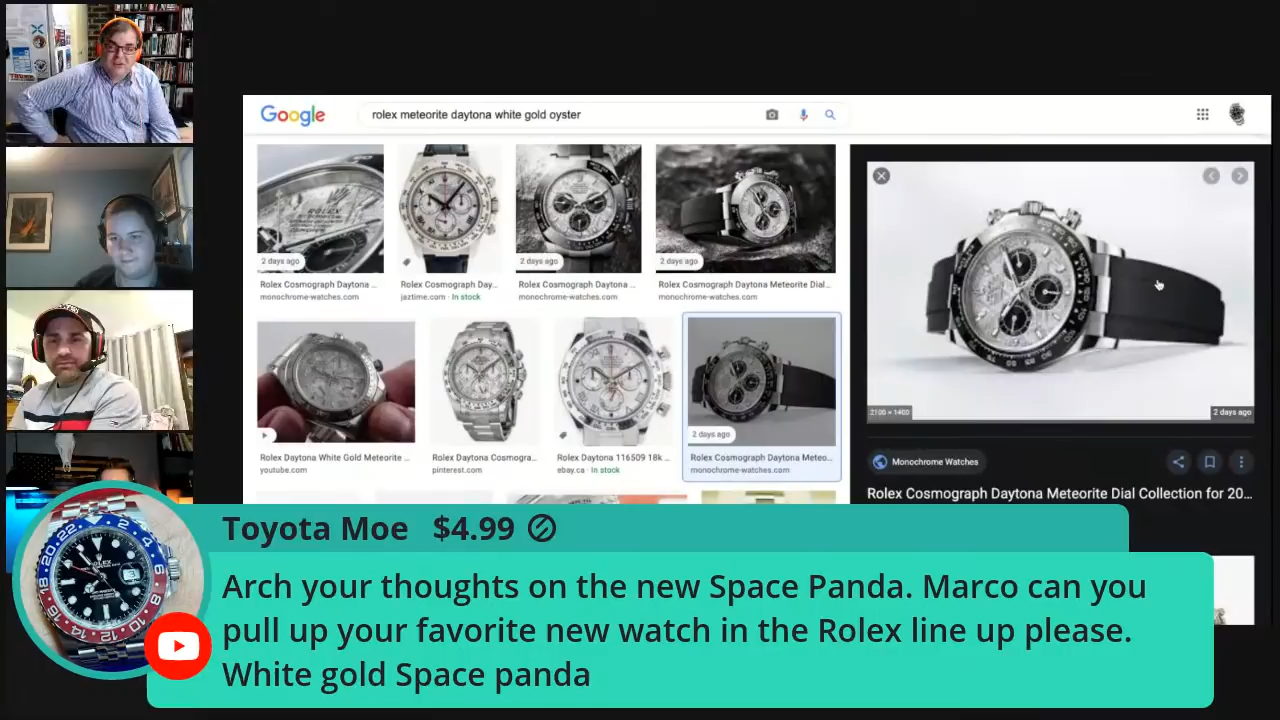 Google
rolex meteorite daytona white gold oyster
2 days ago
2 days ago
2 days ago
Rolex Cosmograph Daytona ...
monochrome-watches.com
Rolex Cosmograph Day...
jaztime.com · In stock
Rolex Cosmograph Daytona ...
monochrome-watches.com
Rolex Cosmograph Daytona Meteorite Dial...
monochrome-watches.com
2 days ago
Rolex Daytona White Gold Meteorite ...
youtube.com
Rolex Daytona Cosmogra...
pinterest.com
Rolex Daytona 116509 18k ...
ebay.ca · In stock
Rolex Cosmograph Daytona Meteo...
monochrome-watches.com
2100 × 1400
2 days ago
Monochrome Watches
Rolex Cosmograph Daytona Meteorite Dial Collection for 20...
Toyota Moe $4.99
Arch your thoughts on the new Space Panda. Marco can you
pull up your favorite new watch in the Rolex line up please.
White gold Space panda